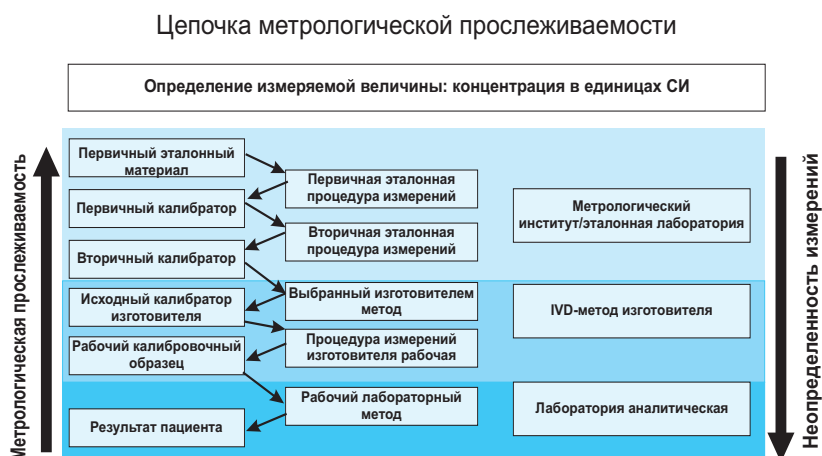 Цепочка метрологической прослеживаемости
Определение измеряемой величины: концентрация в единицах СИ
Метрологическая прослеживаемость
Первичный эталонный
материал
Первичная эталонная
процедура измерений
Первичный калибратор
Вторичная эталонная
процедура измерений
Вторичный калибратор
Метрологический
институт/эталонная лаборатория
Исходный калибратор
изготовителя
Выбранный изготовителем
метод
IVD-метод изготовителя
Рабочий калибровочный
образец
Процедура измерений
изготовителя рабочая
Рабочий лабораторный
метод
Лаборатория аналитическая
Результат пациента
Неопределенность измерений